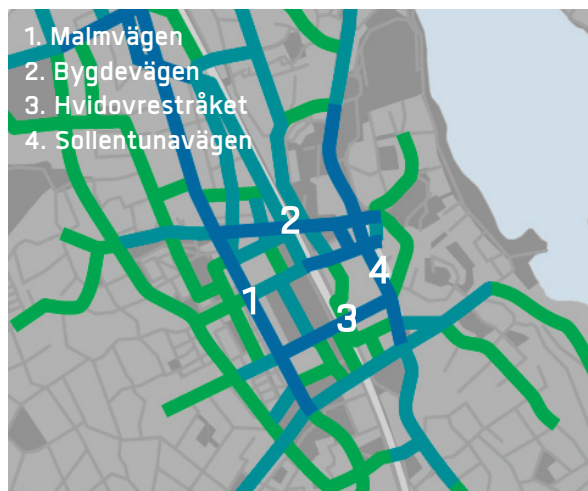 1. Malmvägen
2. Bygdevägen
3. Hvidovrestråket
4. Sollentunavägen
2
4
1
3